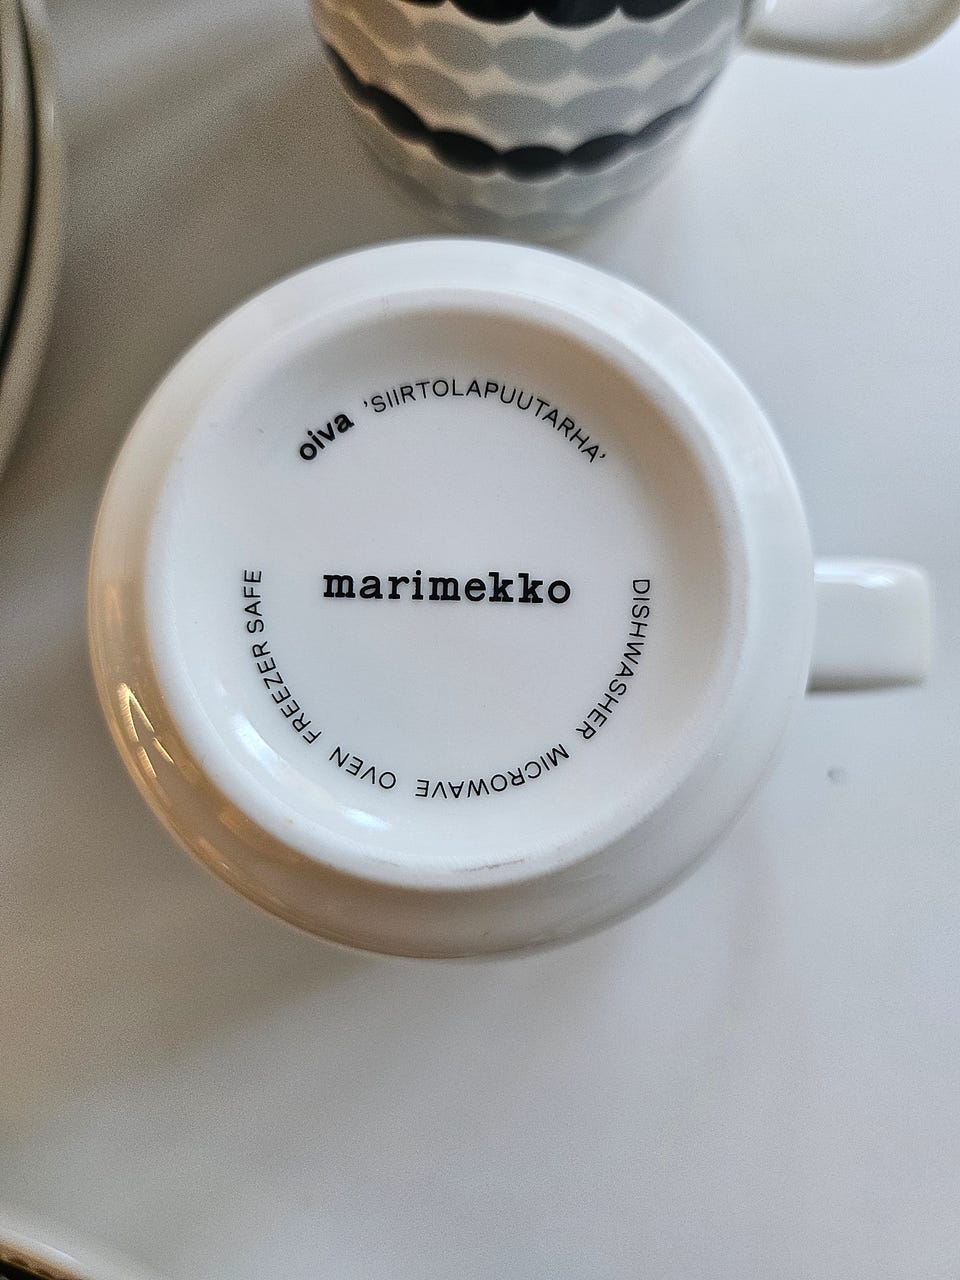 oiva 'SIIRTOLAPUUTARHA'
marimekko
DISHWASHER MICROWAVE OVEN FREEZER SAFE